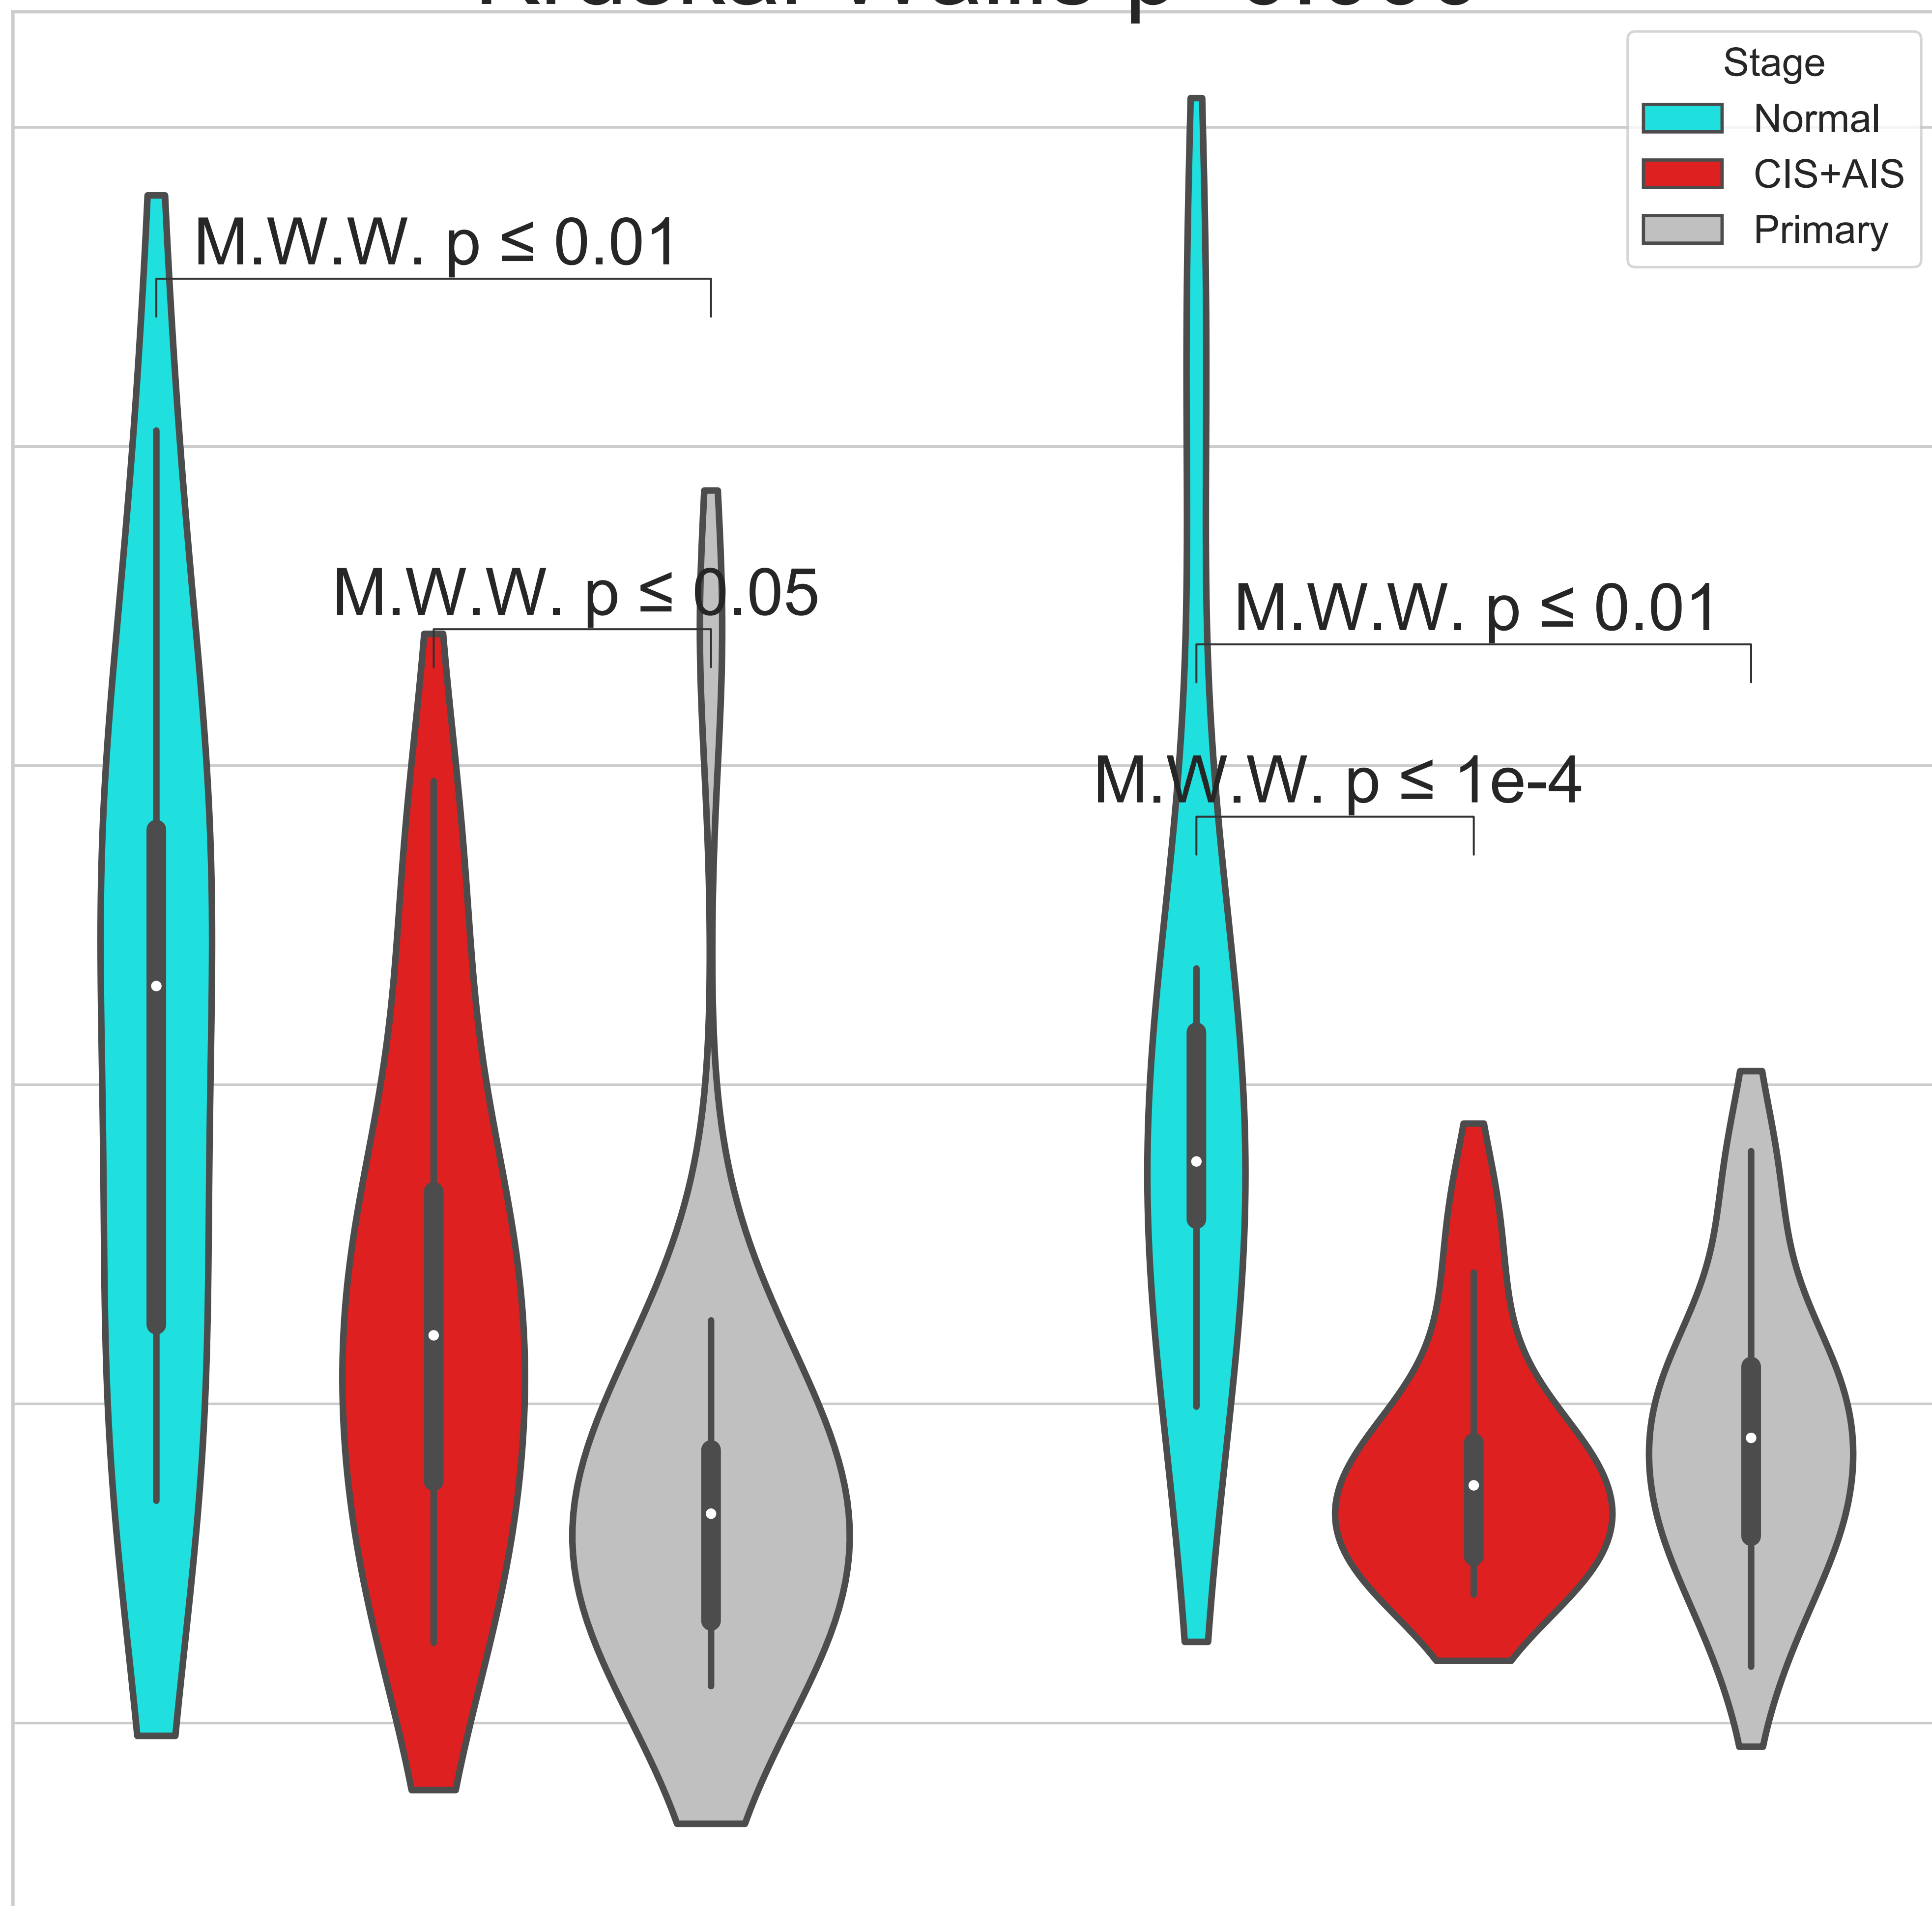 Stage
Normal
CIS+AIS
Primary
M.W.W. p ≤ 0.01
M.W.W. p ≤ 0.05
M.W.W. p ≤ 0.01
M.W.W. p ≤ 1e-4